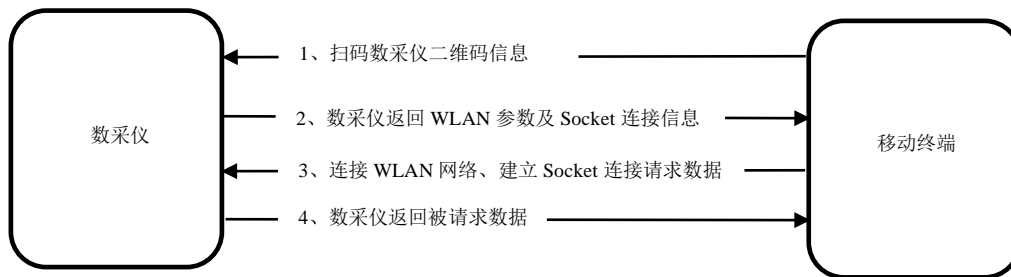 1、扫码数采仪二维码信息
2、数采仪返回 WLAN 参数及 Socket 连接信息
数采仪
移动终端
3、连接 WLAN 网络、建立 Socket 连接请求数据
4、数采仪返回被请求数据